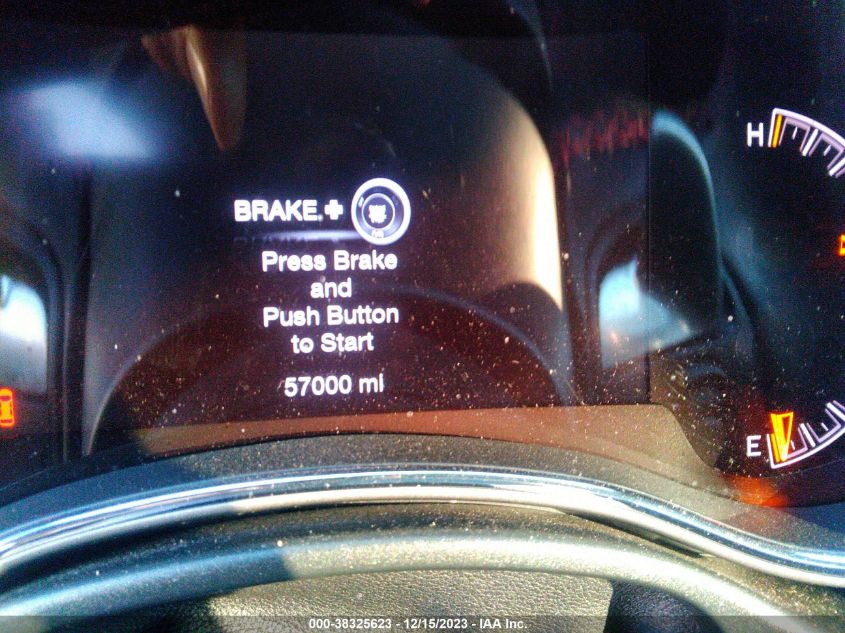 H
BRAKE.+
Press Brake
and
Push Button
to Start
57000 mi
E
000-38325623 - 12/15/2023 - IAA Inc.